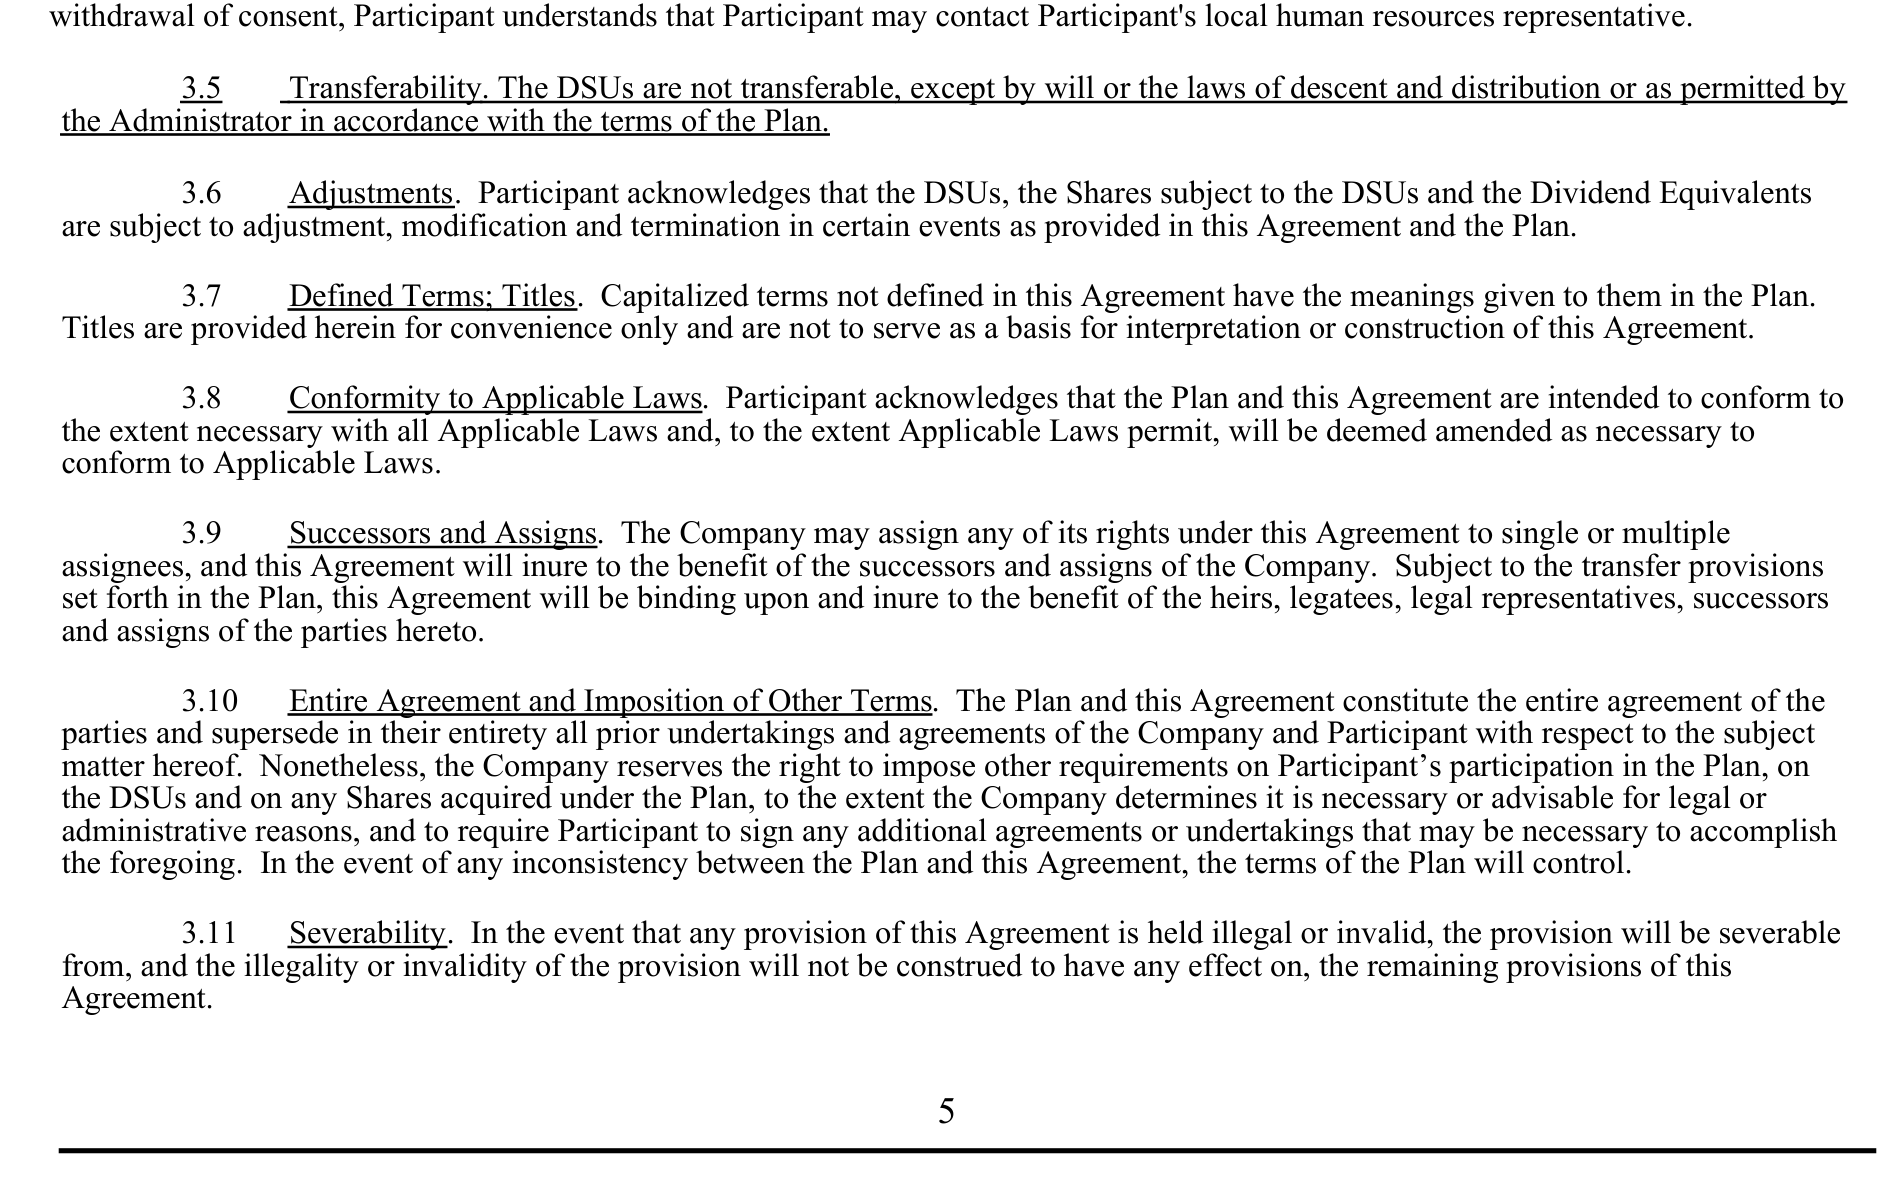 withdrawal of consent, Participant understands that Participant may contact Participant's local human resources representative.
3.5 Transferability. The DSUs are not transferable, except by will or the laws of descent and distribution or as permitted by
the Administrator in accordance with the terms of the Plan.
3.6 Adjustments. Participant acknowledges that the DSUs, the Shares subject to the DSUs and the Dividend Equivalents
are subject to adjustment, modification and termination in certain events as provided in this Agreement and the Plan.
3.7 Defined Terms; Titles. Capitalized terms not defined in this Agreement have the meanings given to them in the Plan.
Titles are provided herein for convenience only and are not to serve as a basis for interpretation or construction of this Agreement.
3.8 Conformity to Applicable Laws. Participant acknowledges that the Plan and this Agreement are intended to conform to
the extent necessary with all Applicable Laws and, to the extent Applicable Laws permit, will be deemed amended as necessary to
conform to Applicable Laws.
3.9 Successors and Assigns. The Company may assign any of its rights under this Agreement to single or multiple
assignees, and this Agreement will inure to the benefit of the successors and assigns of the Company. Subject to the transfer provisions
set forth in the Plan, this Agreement will be binding upon and inure to the benefit of the heirs, legatees, legal representatives, successors
and assigns of the parties hereto.
3.10 Entire Agreement and Imposition of Other Terms. The Plan and this Agreement constitute the entire agreement of the
parties and supersede in their entirety all prior undertakings and agreements of the Company and Participant with respect to the subject
matter hereof. Nonetheless, the Company reserves the right to impose other requirements on Participant’s participation in the Plan, on
the DSUs and on any Shares acquired under the Plan, to the extent the Company determines it is necessary or advisable for legal or
administrative reasons, and to require Participant to sign any additional agreements or undertakings that may be necessary to accomplish
the foregoing. In the event of any inconsistency between the Plan and this Agreement, the terms of the Plan will control.
3.11 Severability. In the event that any provision of this Agreement is held illegal or invalid, the provision will be severable
from, and the illegality or invalidity of the provision will not be construed to have any effect on, the remaining provisions of this
Agreement.
5